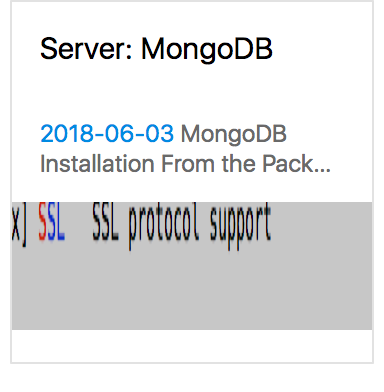 Server: MongoDB
2018-06-03 MongoDB
Installation From the Pack...
x] SSL SSL protocol support